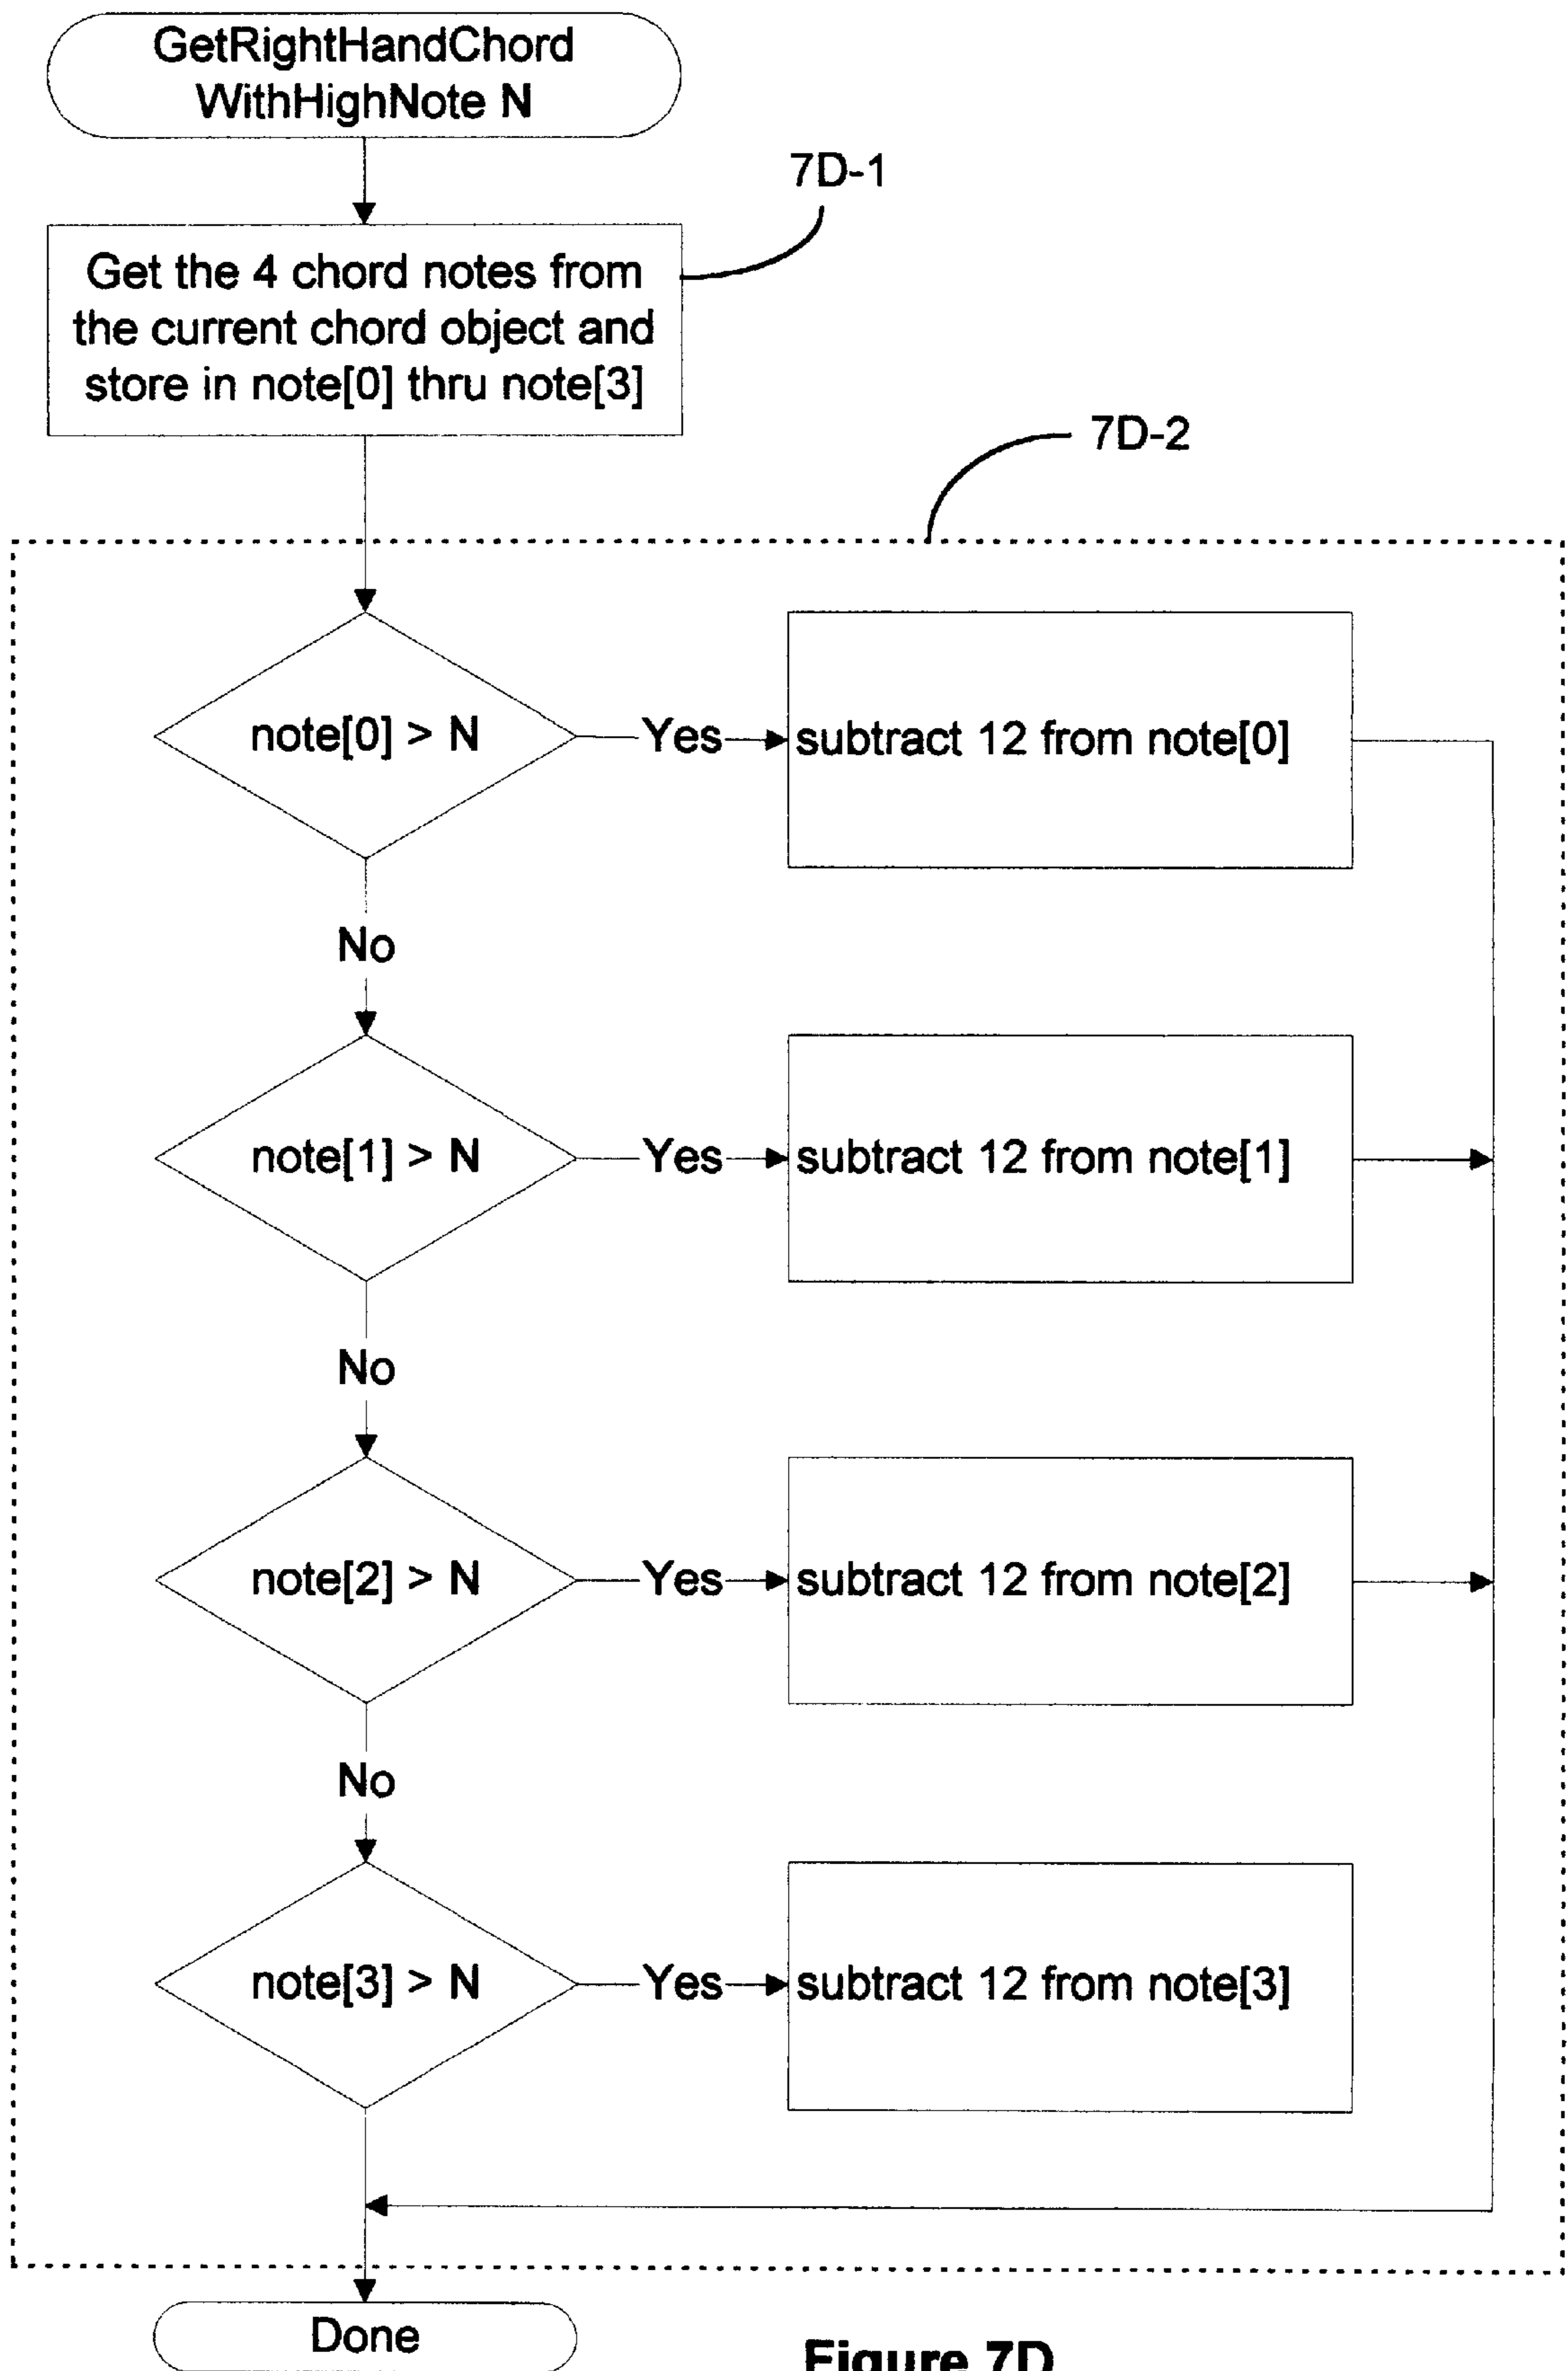 GetRightHandChord
WithHighNote N
7D-1
Get the 4 chord notes from
the current chord object and
store in note[0] thru note[3]
7D-2
note[0] > N
Yes
subtract 12 from note[0]
No
note[1] > N
Yes
subtract 12 from note[1]
No
note[2] > N
Yes
subtract 12 from note[2]
No
note[3] > N
Yes
subtract 12 from note[3]
Done
Figure 7D